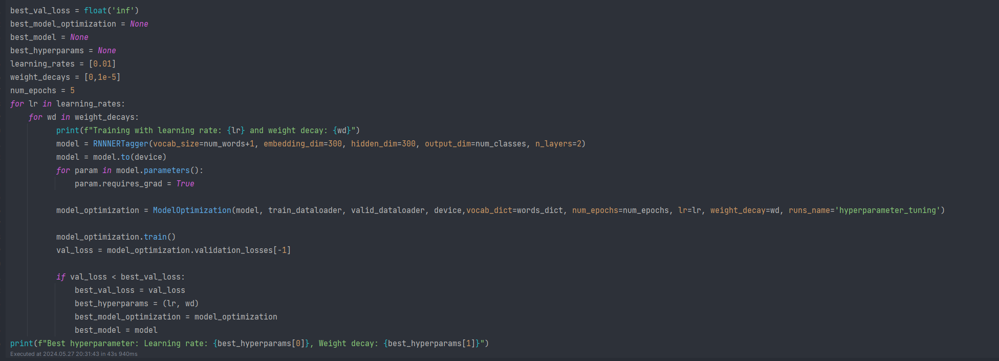 best_val_loss = float('inf')
best_model_optimization = None
best_model = None
best_hyperparams = None
learning_rates = [0.01]
weight_decays = [0,1e-5]
num_epochs = 5
for lr in learning_rates:
    for wd in weight_decays:
          print(f"Training with learning rate: {lr} and weight decay: {wd}")
          model = RNNNERTagger(vocab_size=num_words+1, embedding_dim=300, hidden_dim=300, output_dim=num_classes, n_layers=2)
          model = model.to(device)
          for param in model.parameters():
              param.requires_grad = True
          model_optimization = ModelOptimization(model, train_dataloader, valid_dataloader, device,vocab_dict=words_dict, num_epochs=num_epochs, lr=lr, weight_decay=wd, runs_name='hyperparameter_tuning')
          model_optimization.train()
          val_loss = model_optimization.validation_losses[-1]
          if val_loss < best_val_loss:
              best_val_loss = val_loss
              best_hyperparams = (lr, wd)
              best_model_optimization = model_optimization
              best_model = model
print(f"Best hyperparameter: Learning rate: {best_hyperparams[0]}, Weight decay: {best_hyperparams[1]}")
Executed at 2024.05.27 20:31:43 in 43s 940ms